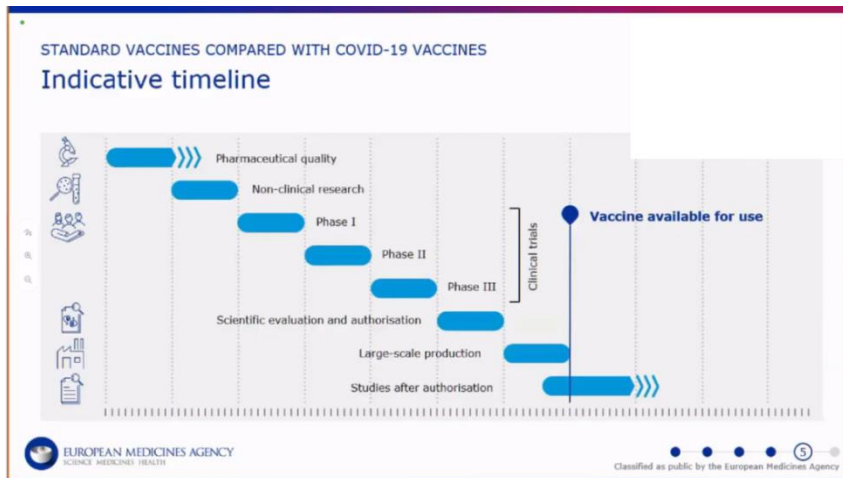 STANDARD VACCINES COMPARED WITH COVID-19 VACCINES
Indicative timeline
Pharmaceutical quality
Non-clinical research
Phase I
Phase II
Phase III
Clinical trials
Vaccine available for use
Scientific evaluation and authorisation
Large-scale production
Studies after authorisation
EUROPEAN MEDICINES AGENCY
SCIENCE MEDICINES HEALTH
5
Classified as public by the European Medicines Agency